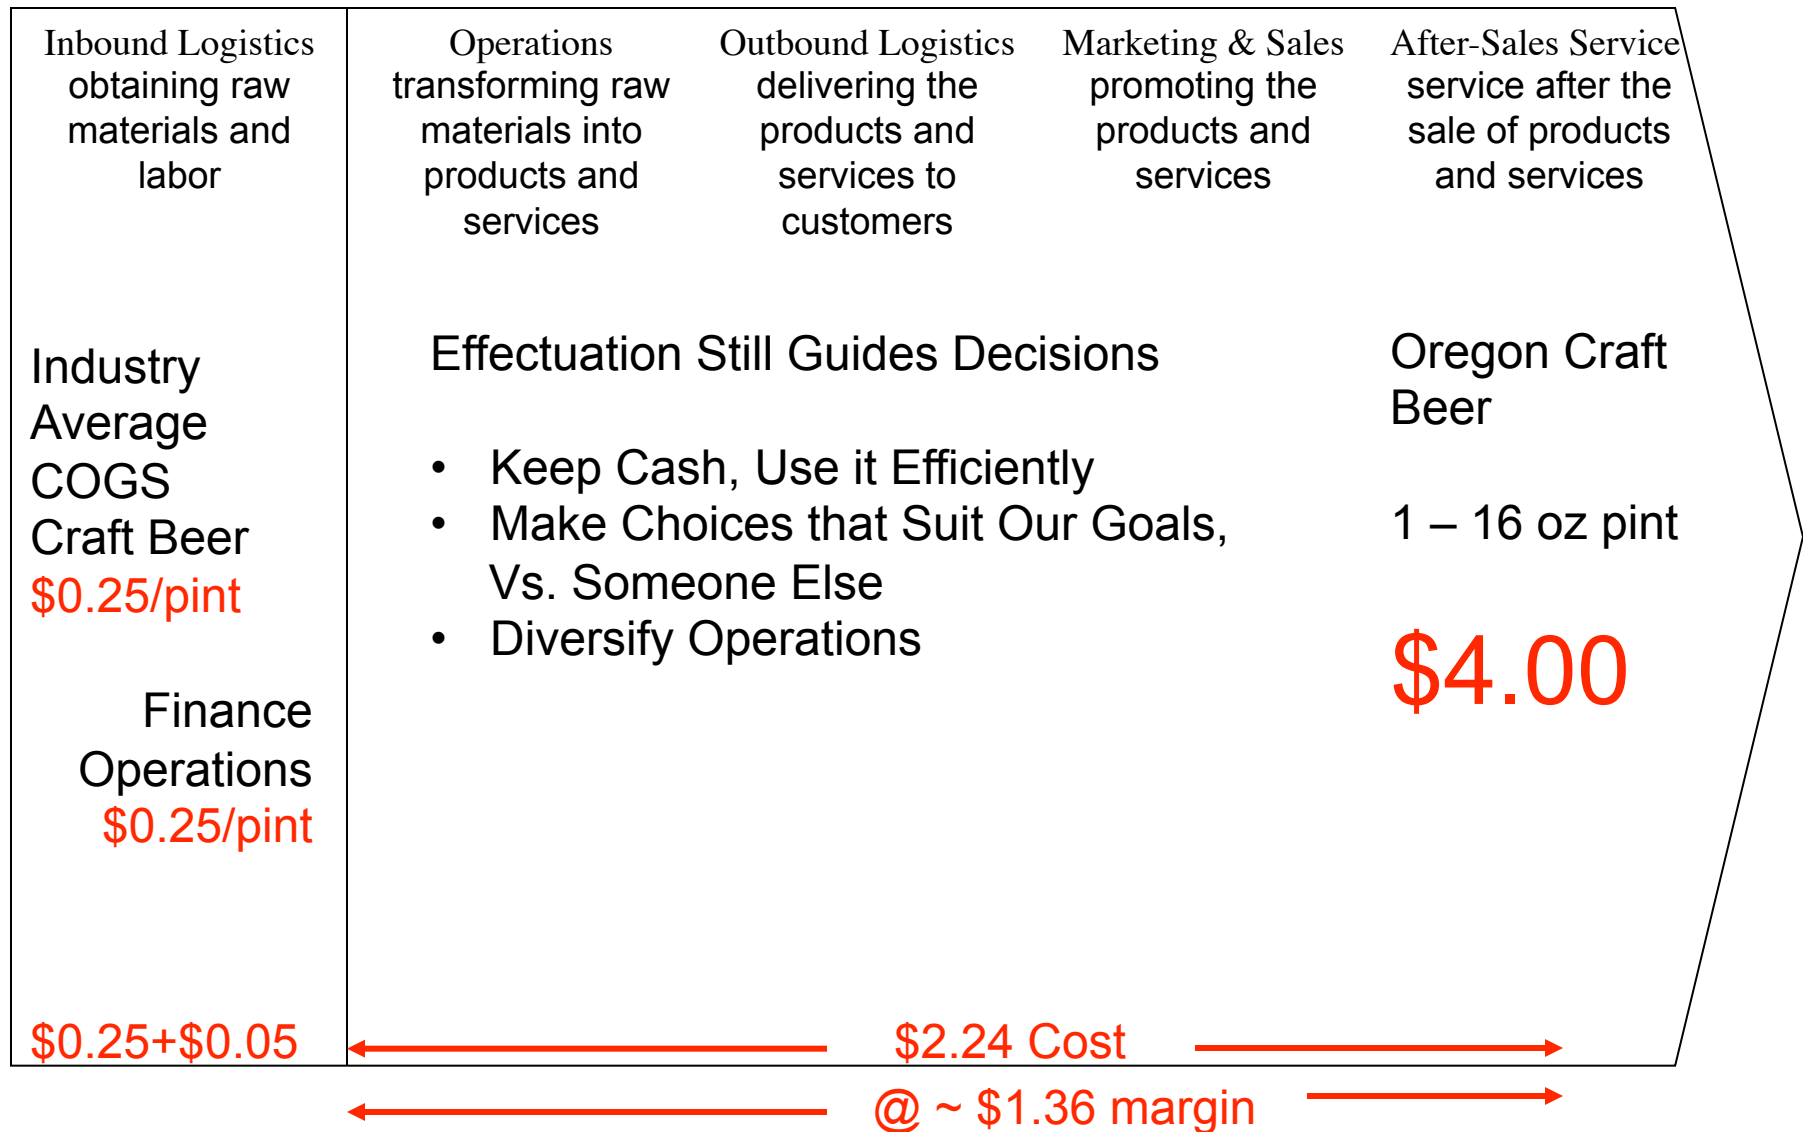 Inbound Logistics
obtaining raw
materials and
labor
Operations
transforming raw
materials into
products and
services
Outbound Logistics
delivering the
products and
services to
customers
Marketing & Sales
promoting the
products and
services
After-Sales Service
service after the
sale of products
and services
Industry
Average
COGS
Craft Beer
$0.25/pint
Finance
Operations
$0.25/pint
Effectuation Still Guides Decisions
• Keep Cash, Use it Efficiently
• Make Choices that Suit Our Goals,
Vs. Someone Else
• Diversify Operations
Oregon Craft
Beer
1 – 16 oz pint
$4.00
$0.25+$0.05
$2.24 Cost
@ ~ $1.36 margin